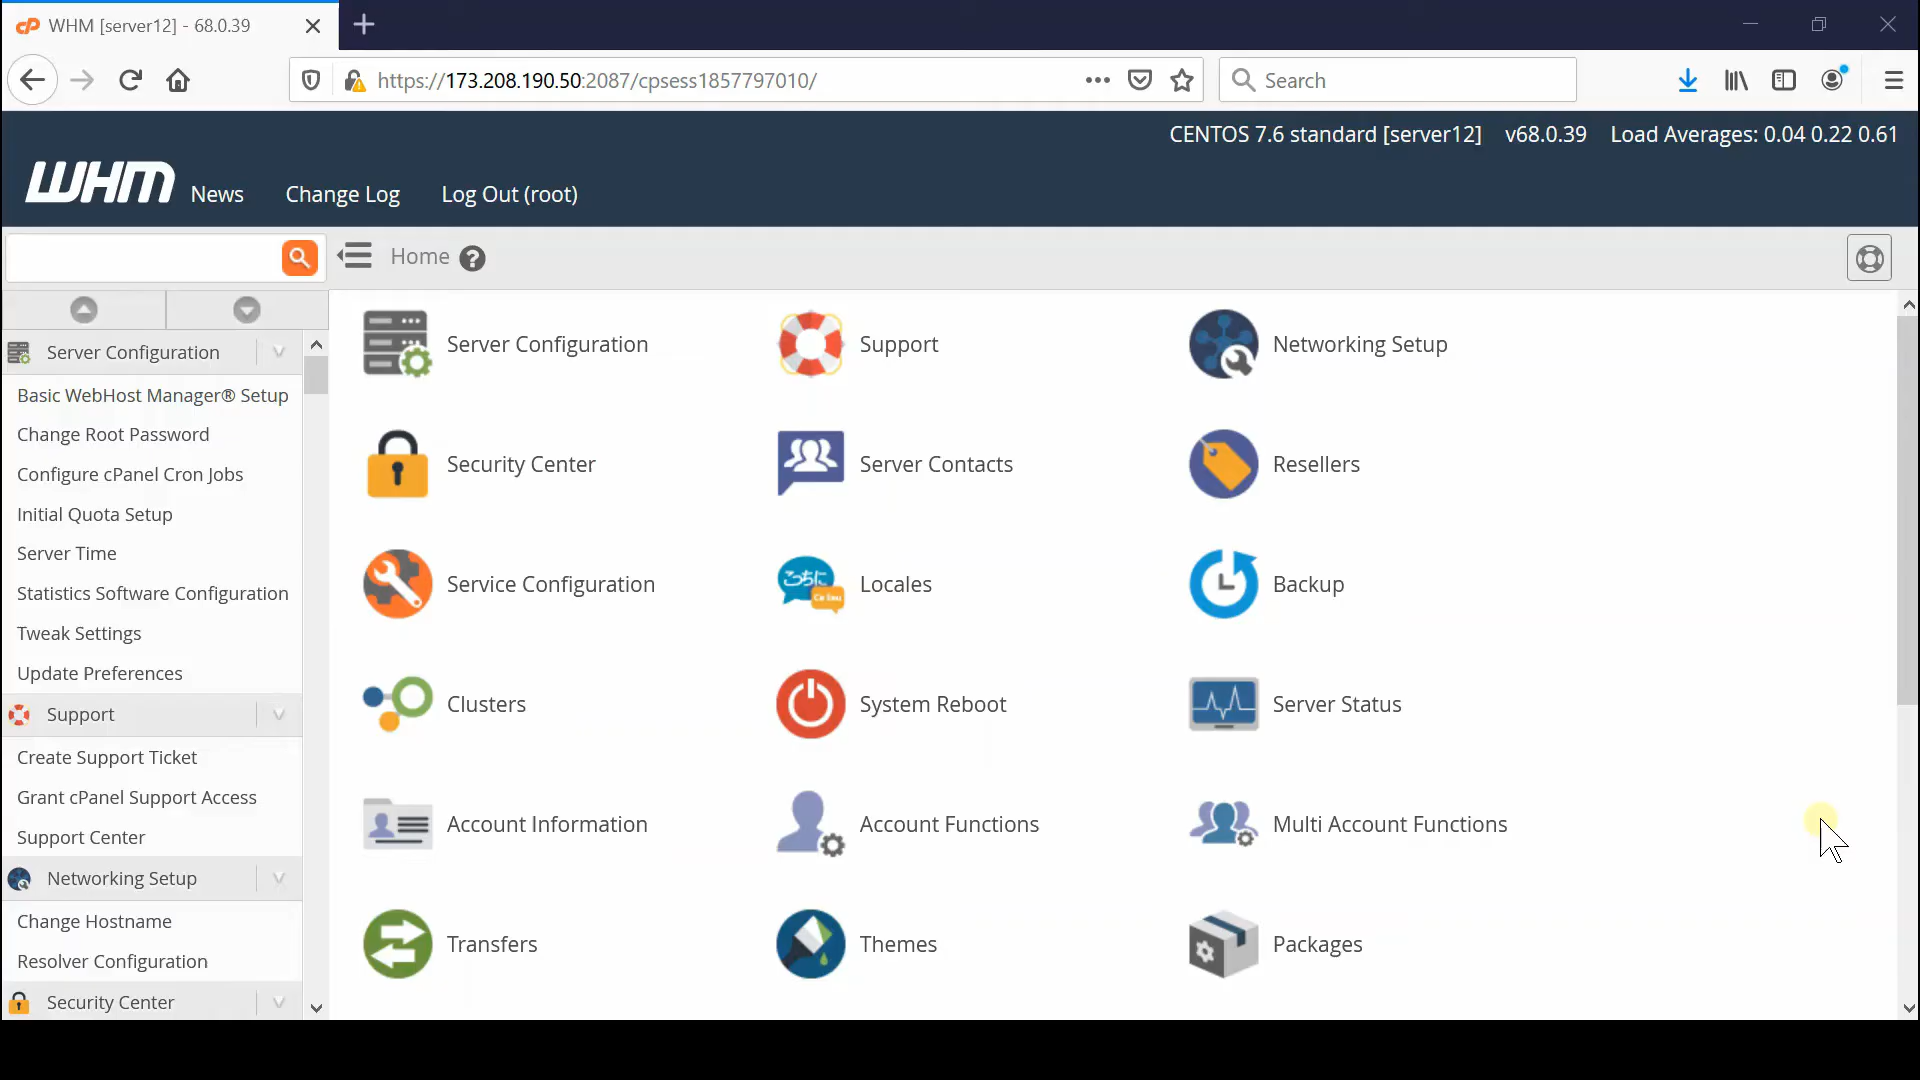 WHM [server12] - 68.0.39
https://173.208.190.50:2087/cpsess1857797010/
Search
CENTOS 7.6 standard [server12] v68.0.39 Load Averages: 0.04 0.22 0.61
WHM News Change Log Log Out (root)
Home
Server Configuration
Basic WebHost Manager® Setup
Change Root Password
Configure cPanel Cron Jobs
Initial Quota Setup
Server Time
Statistics Software Configuration
Tweak Settings
Update Preferences
Support
Create Support Ticket
Grant cPanel Support Access
Support Center
Networking Setup
Change Hostname
Resolver Configuration
Security Center
Server Configuration
Support
Networking Setup
Security Center
Server Contacts
Resellers
Service Configuration
Locales
Backup
Clusters
System Reboot
Server Status
Account Information
Account Functions
Multi Account Functions
Transfers
Themes
Packages